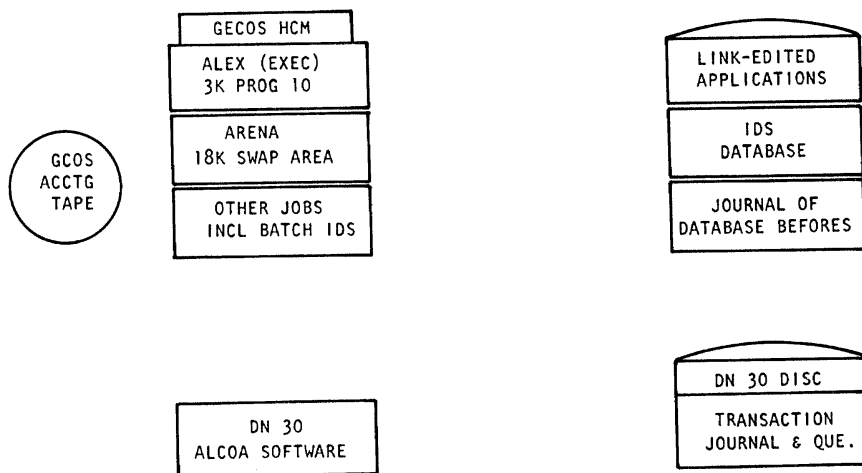 GECOS HCM
ALEX (EXEC)
3K PROG 10
ARENA
18K SWAP AREA
OTHER JOBS
INCL BATCH IDS
GCOS
ACCTG
TAPE
LINK-EDITED
APPLICATIONS
IDS
DATABASE
JOURNAL OF
DATABASE BEFORES
DN 30
ALCOA SOFTWARE
DN 30 DISC
TRANSACTION
JOURNAL & QUE.